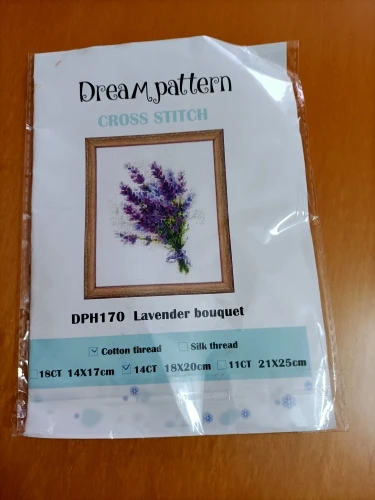 Dream pattern
CROSS STITCH
DPH170 Lavender bouquet
Cotton thread Silk thread
18CT 14X17cm 14CT 18X20cm 11CT 21X25cm